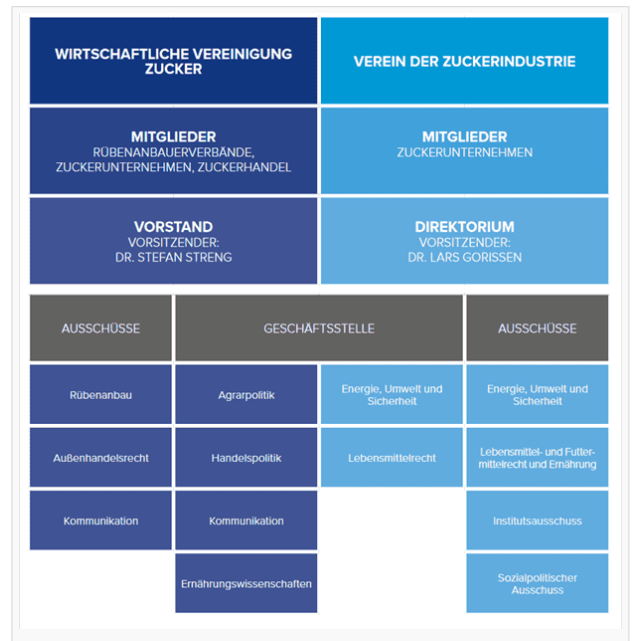 WIRTSCHAFTLICHE VEREINIGUNG
ZUCKER
VEREIN DER ZUCKERINDUSTRIE
MITGLIEDER
RÜBENANBAUERVERBÄNDE,
ZUCKERUNTERNEHMEN, ZUCKERHANDEL
MITGLIEDER
ZUCKERUNTERNEHMEN
VORSTAND
VORSITZENDER:
DR. STEFAN STRENG
DIREKTORIUM
VORSITZENDER:
DR. LARS GORISSEN
AUSSCHÜSSE
GESCHÄFTSSTELLE
AUSSCHÜSSE
Rübenanbau
Agrarpolitik
Energie, Umwelt und
Sicherheit
Energie, Umwelt und
Sicherheit
Außenhandelsrecht
Handelspolitik
Lebensmittelrecht
Lebensmittel- und Futter-
mittelrecht und Ernährung
Kommunikation
Kommunikation
Institutsausschuss
Ernährungswissenschaften
Sozialpolitischer
Ausschuss